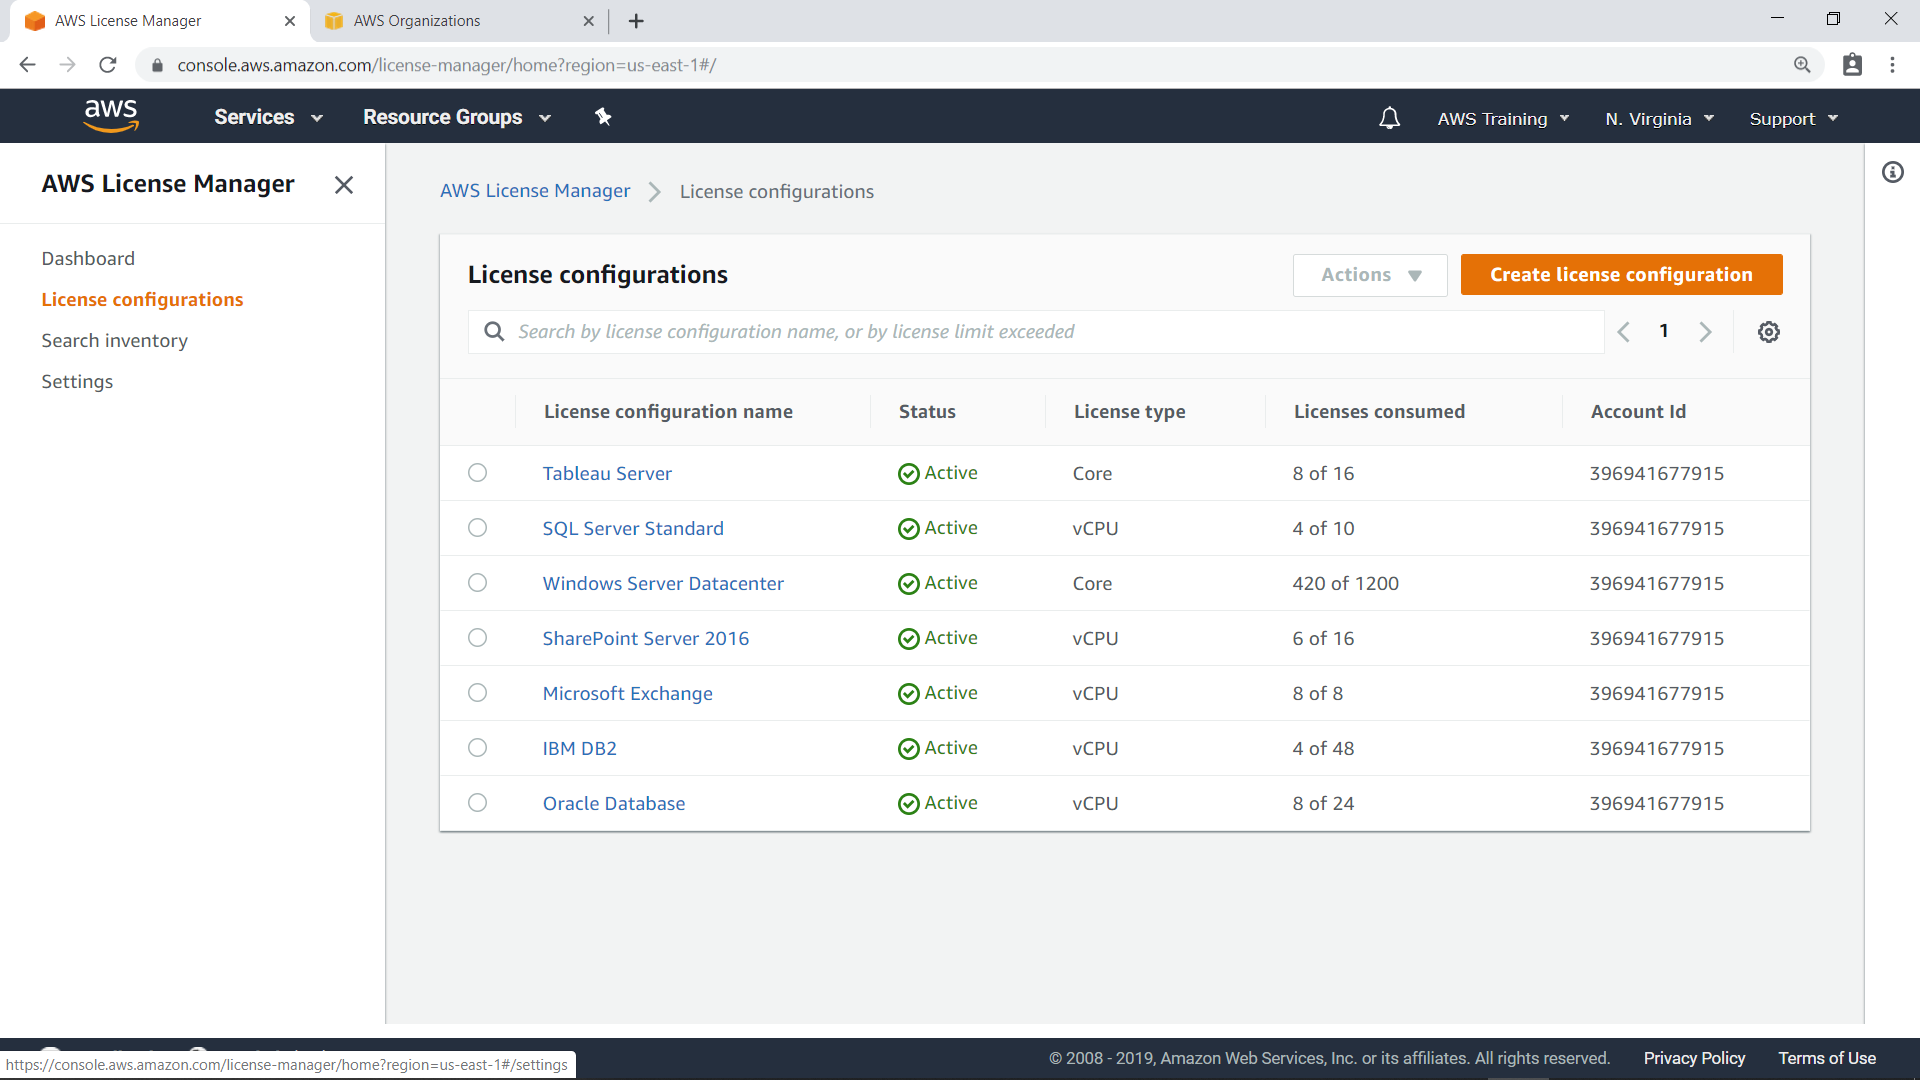 AWS License Manager
AWS Organizations
console.aws.amazon.com/license-manager/home?region=us-east-1#/
aws
Services
Resource Groups
AWS Training
N. Virginia
Support
AWS License Manager
Dashboard
License configurations
Search inventory
Settings
AWS License Manager
License configurations
License configurations
Actions
Create license configuration
Search by license configuration name, or by license limit exceeded
1
License configuration name Status License type Licenses consumed Account Id
Tableau Server Active Core 8 of 16 396941677915
SQL Server Standard Active vCPU 4 of 10 396941677915
Windows Server Datacenter Active Core 420 of 1200 396941677915
SharePoint Server 2016 Active vCPU 6 of 16 396941677915
Microsoft Exchange Active vCPU 8 of 8 396941677915
IBM DB2 Active vCPU 4 of 48 396941677915
Oracle Database Active vCPU 8 of 24 396941677915
https://console.aws.amazon.com/license-manager/home?region=us-east-1#/settings
© 2008 - 2019, Amazon Web Services, Inc. or its affiliates. All rights reserved.
Privacy Policy
Terms of Use